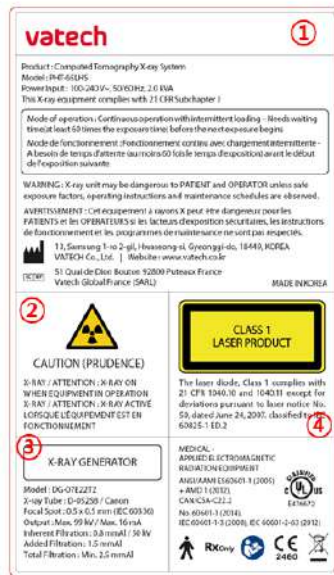 ①
vatech
Product : Computed Tomography X-ray System
Model : PHT-65LHS
Power Input : 100-240 V~, 50/60 Hz, 2.0 kVA
This X-ray equipment complies with 21 CFR Subchapter J
Mode of operation : Continuous operation with intermittent loading - Needs waiting
time(at least 60 times the exposure time) before the next exposure begins
Mode de fonctionnement : Fonctionnement continu avec chargement intermittente -
A besoin de temps d'attente (au moins 60 fois le temps d'exposition) avant le début
de l'exposition suivante
WARNING : X-ray unit may be dangerous to PATIENT and OPERATOR unless safe
exposure factors, operating instructions and maintenance schedules are observed.
AVERTISSEMENT : Cet équipement à rayons X peut être dangereux pour les
PATIENTS et les OPERATEURS si les facteurs d'exposition sécuritaires, les instructions
de fonctionnement et les programmes de maintenance ne sont pas respectés.
13, Samsung 1-ro 2-gil, Hwaseong-si, Gyeonggi-do, 18449, KOREA
VATECH Co., Ltd. | Website : www.vatech.co.kr
EC REP
51 Quai de Dion Bouton 92800 Puteaux France
Vatech Global France (SARL)
MADE IN KOREA
②
CAUTION (PRUDENCE)
X-RAY / ATTENTION : X-RAY ON
WHEN EQUIPMENT IN OPERATION
X-RAY / ATTENTION : X-RAY ACTIVÉ
LORSQUE L'ÉQUIPEMENT EST EN
FONCTIONNEMENT
CLASS 1
LASER PRODUCT
The laser diode, Class 1 complies with
21 CFR 1040.10 and 1040.11 except for
deviations pursuant to laser notice No.
50, dated June 24, 2007. classified to
60825-1 ED.2
③
X-RAY GENERATOR
Model : DG-07E22T2
X-ray Tube : D-052SB / Canon
Focal Spot : 0.5 x 0.5 mm (IEC 60336)
Output : Max. 99 kV / Max. 16 mA
Inherent Filtration : 0.8 mmAl / 50 kV
Added Filtration : 1.5 mmAl
Total Filtration : Min. 2.5 mmAl
④
MEDICAL -
APPLIED ELECTROMAGNETIC
RADIATION EQUIPMENT
ANSI/AAMI ES60601-1 (2005)
+ AMD 1 (2012),
CAN/CSA-C22.2
No. 60601-1 (2014),
IEC 60601-1-3 (2008), IEC 60601-2-63 (2012)
C UL US
E476672
Rx Only
CE
2460